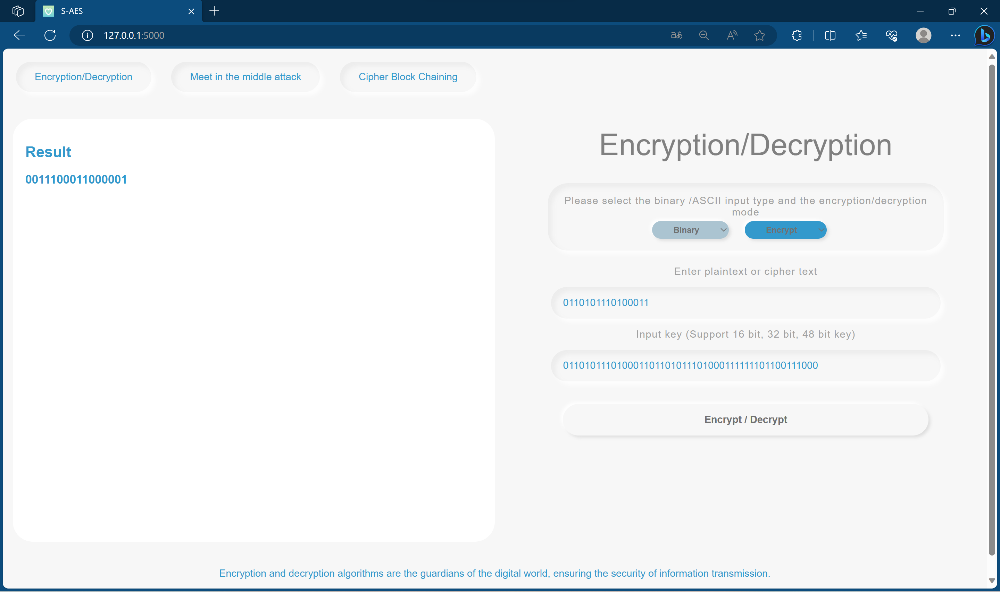 S-AES
127.0.0.1:5000
Encryption/Decryption
Meet in the middle attack
Cipher Block Chaining
Result
0011100011000001
Encryption/Decryption
Please select the binary /ASCII input type and the encryption/decryption
mode
Binary
Encrypt
Enter plaintext or cipher text
0110101110100011
Input key (Support 16 bit, 32 bit, 48 bit key)
011010111010001101101011101000111111101100111000
Encrypt / Decrypt
Encryption and decryption algorithms are the guardians of the digital world, ensuring the security of information transmission.